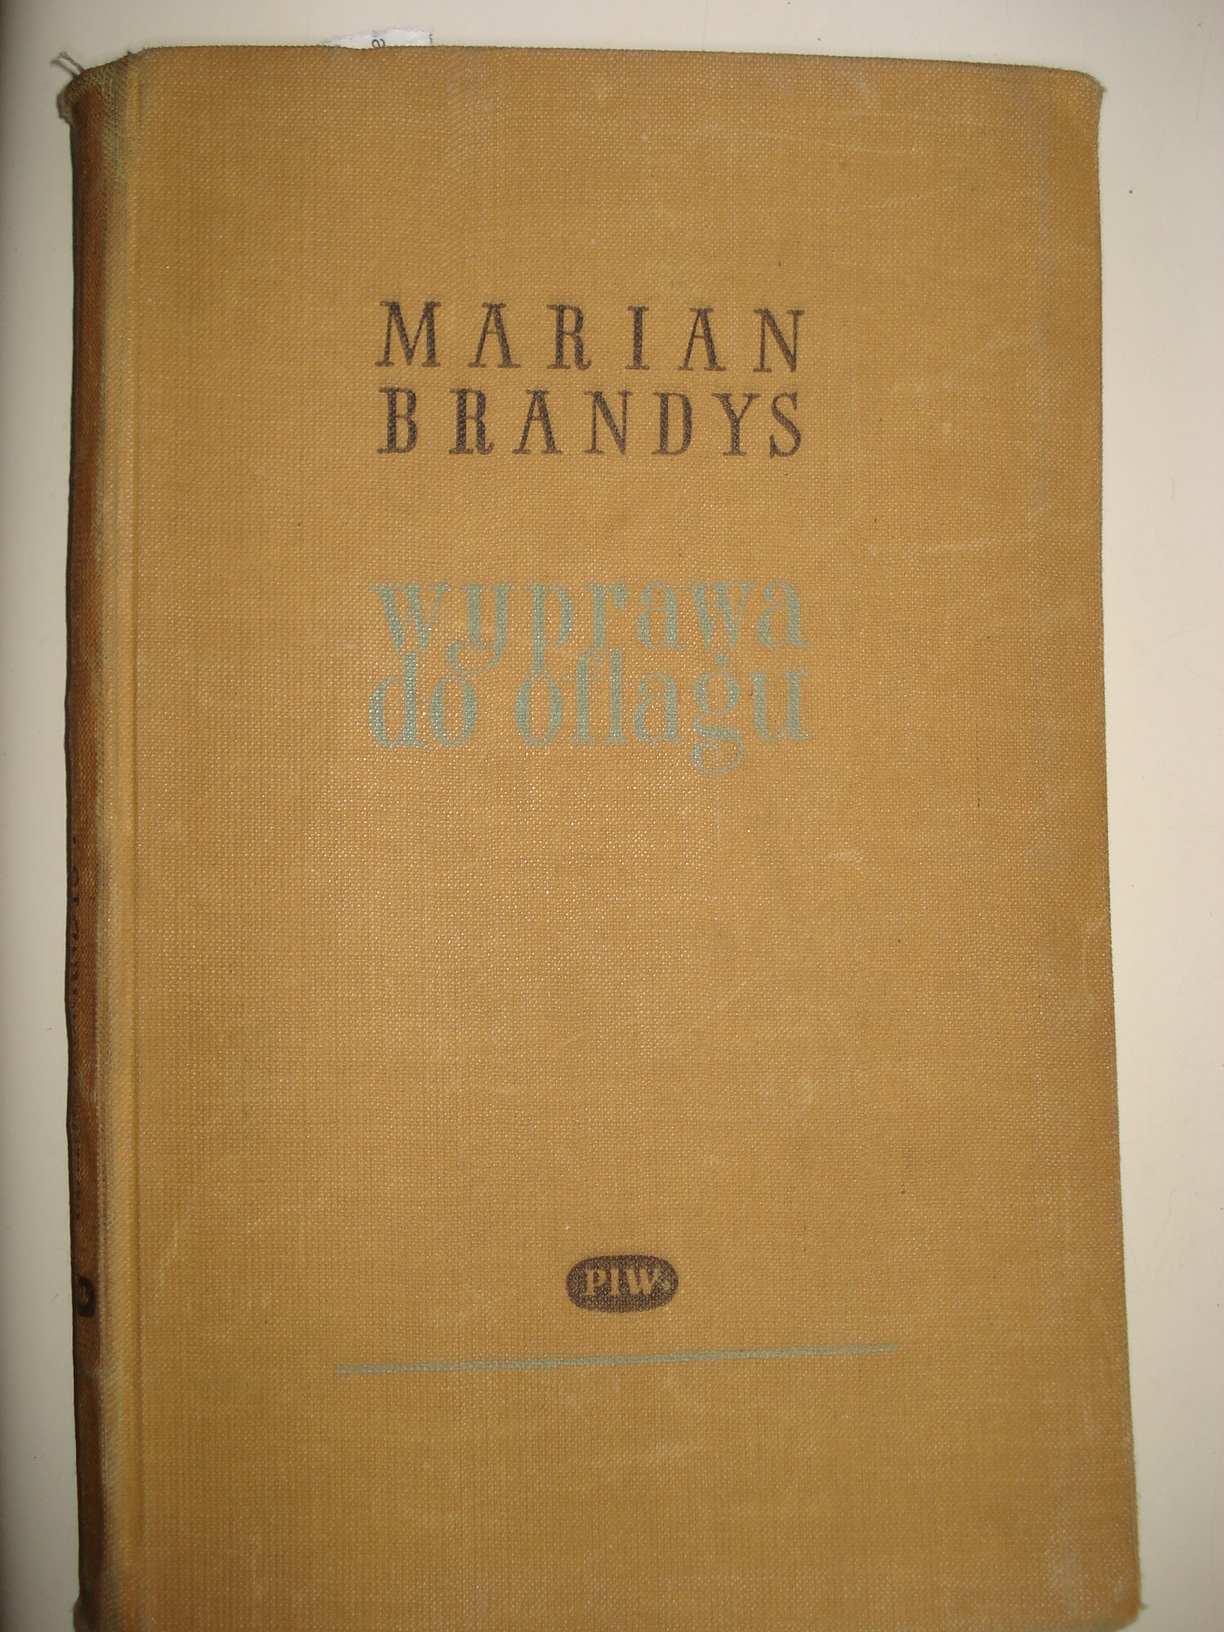 MARIAN
BRANDYS
wyprawa
do oflagu
PIW